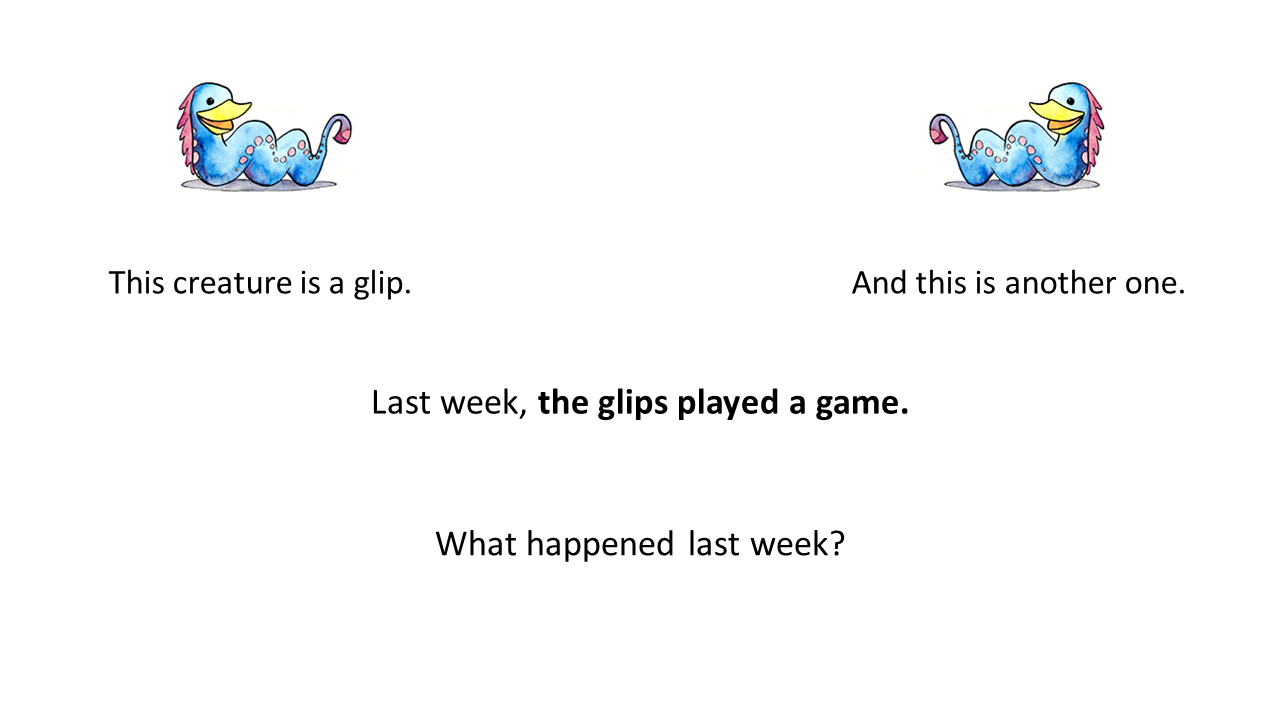 This creature is a glip.
And this is another one.
Last week, the glips played a game.
What happened last week?